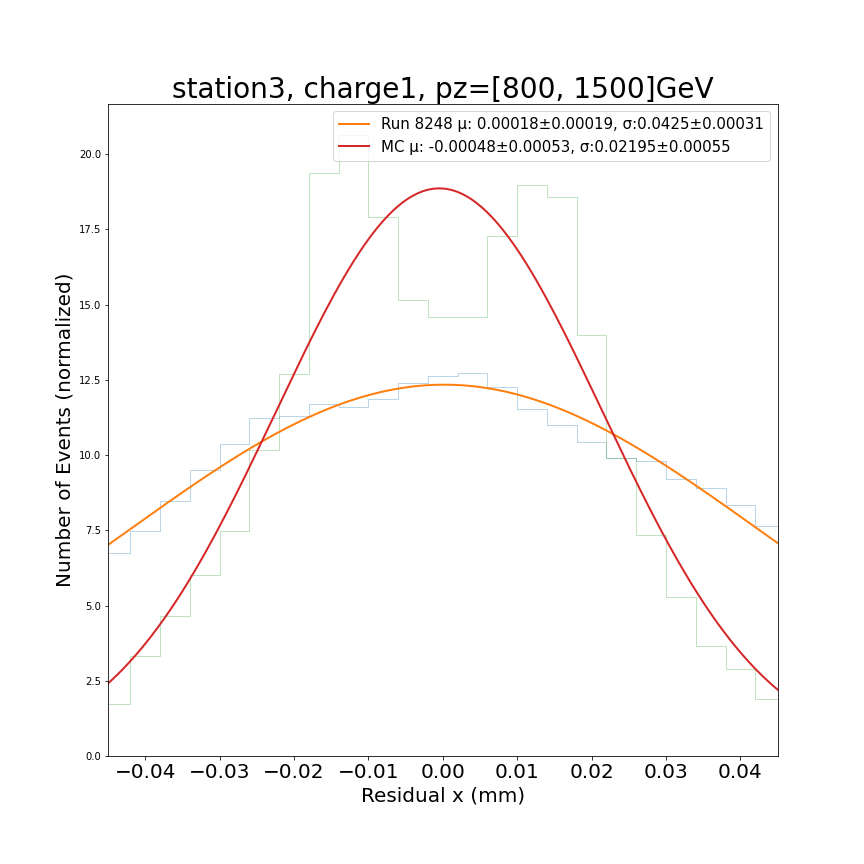 station3, charge1, pz=[800, 1500]GeV
Run 8248 μ: 0.00018±0.00019, σ:0.0425±0.00031
MC μ: -0.00048±0.00053, σ:0.02195±0.00055
20.0
17.5
15.0
12.5
10.0
7.5
5.0
2.5
0.0
Number of Events (normalized)
−0.04 −0.03 −0.02 −0.01 0.00 0.01 0.02 0.03 0.04
Residual x (mm)